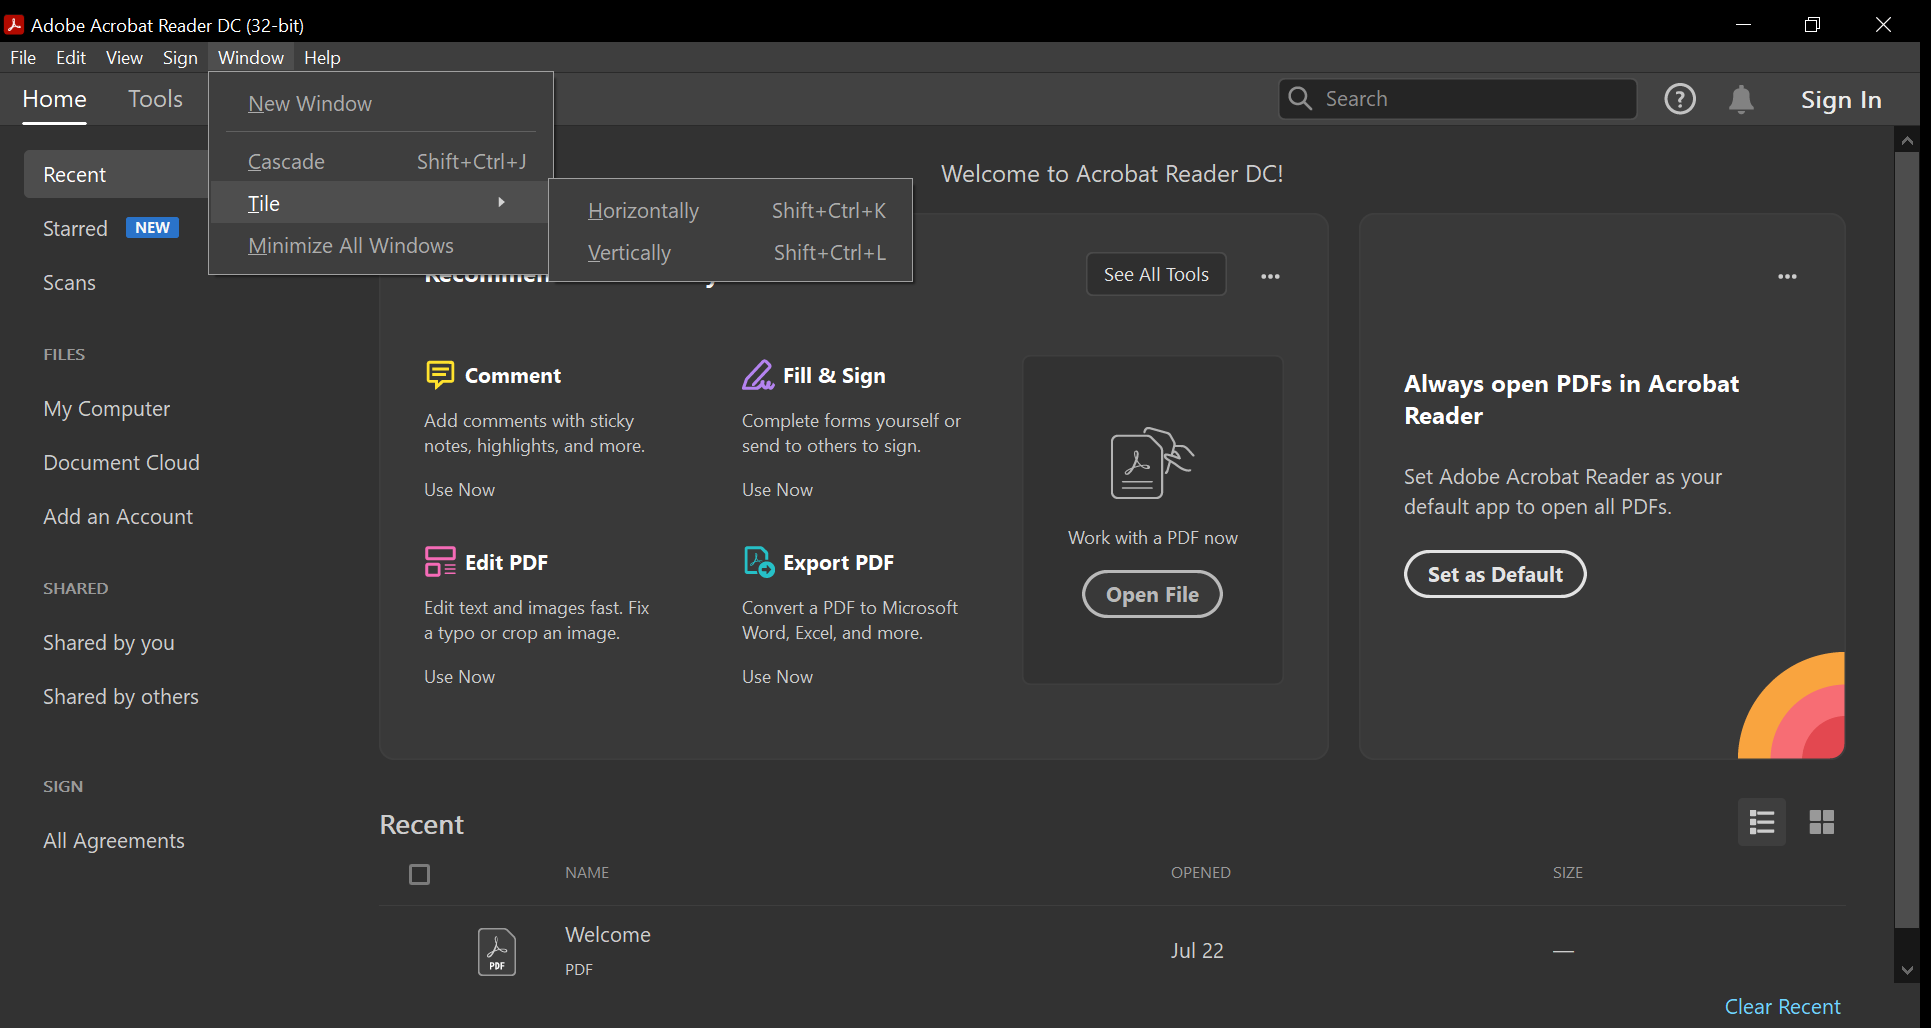 Adobe Acrobat Reader DC (32-bit)
File Edit View Sign Window Help
Home Tools
Search
Sign In
New Window
Cascade Shift+Ctrl+J
Tile
Minimize All Windows
Horizontally Shift+Ctrl+K
Vertically Shift+Ctrl+L
Recent
Starred NEW
Scans
FILES
My Computer
Document Cloud
Add an Account
SHARED
Shared by you
Shared by others
SIGN
All Agreements
Welcome to Acrobat Reader DC!
See All Tools
Comment
Add comments with sticky
notes, highlights, and more.
Use Now
Fill & Sign
Complete forms yourself or
send to others to sign.
Use Now
Edit PDF
Edit text and images fast. Fix
a typo or crop an image.
Use Now
Export PDF
Convert a PDF to Microsoft
Word, Excel, and more.
Use Now
Work with a PDF now
Open File
Always open PDFs in Acrobat
Reader
Set Adobe Acrobat Reader as your
default app to open all PDFs.
Set as Default
Recent
NAME OPENED SIZE
Welcome
PDF
PDF
Jul 22 —
Clear Recent